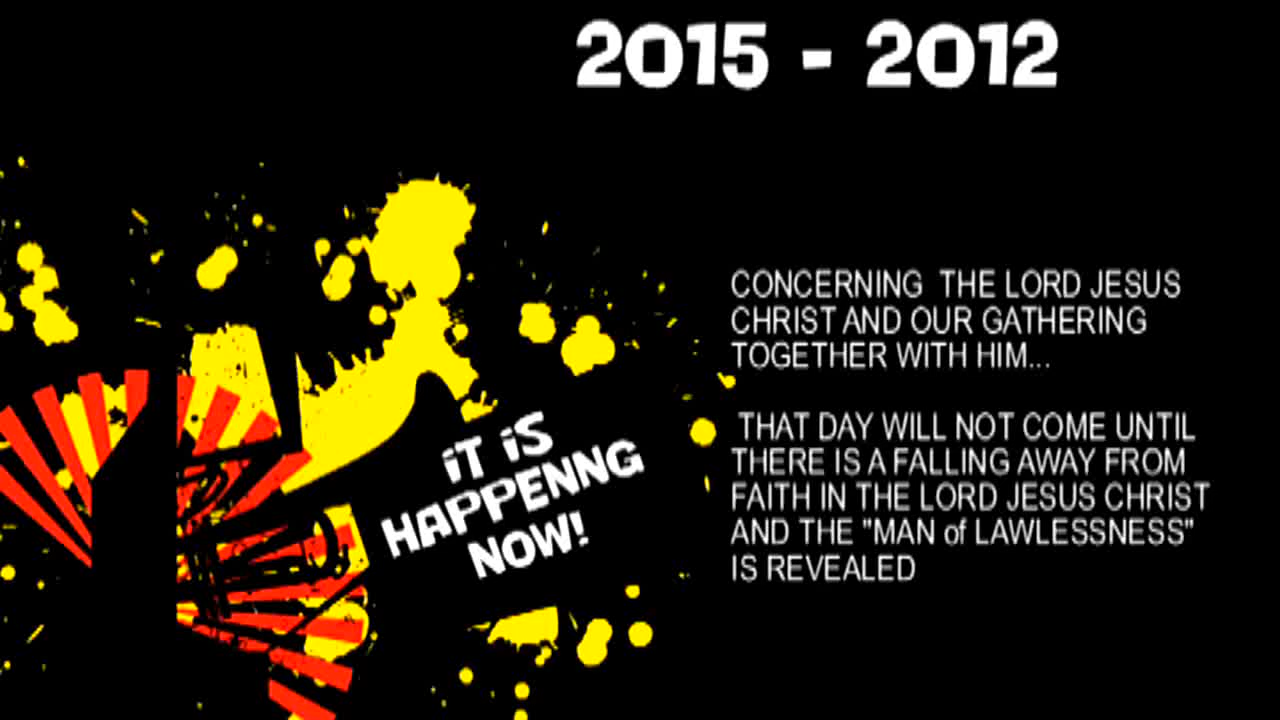 2015 - 2012
CONCERNING THE LORD JESUS
CHRIST AND OUR GATHERING
TOGETHER WITH HIM...
THAT DAY WILL NOT COME UNTIL
THERE IS A FALLING AWAY FROM
FAITH IN THE LORD JESUS CHRIST
AND THE "MAN of LAWLESSNESS"
IS REVEALED
iT iS
HAPPENNG
NOW!